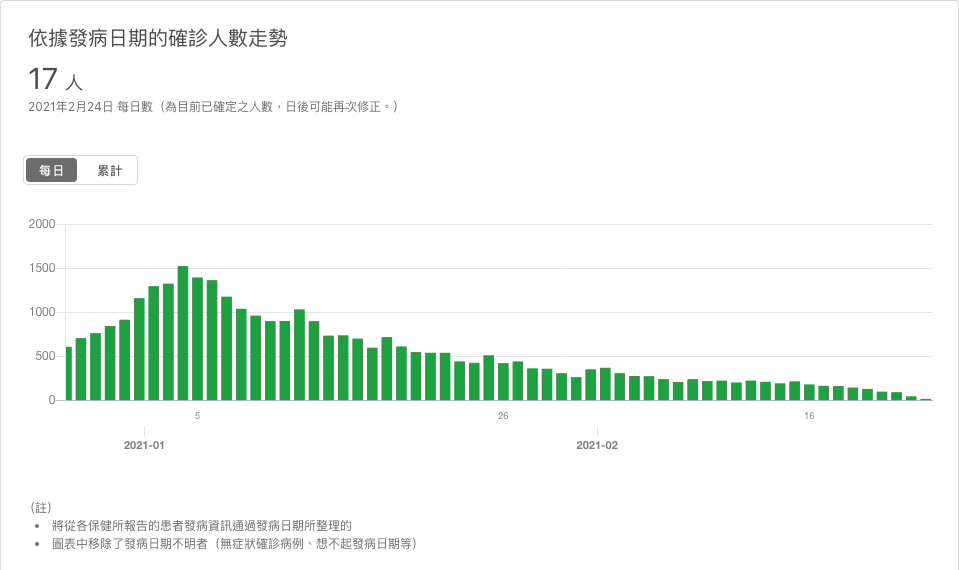 依據發病日期的確診人數走勢
17 人
2021年2月24日 每日數（為目前已確定之人數，日後可能再次修正。）
每日 累計
2000
1500
1000
500
0
5 26 16
2021-01 2021-02
（註）
• 將從各保健所報告的患者發病資訊通過發病日期所整理的
• 圖表中移除了發病日期不明者（無症狀確診病例、想不起發病日期等）